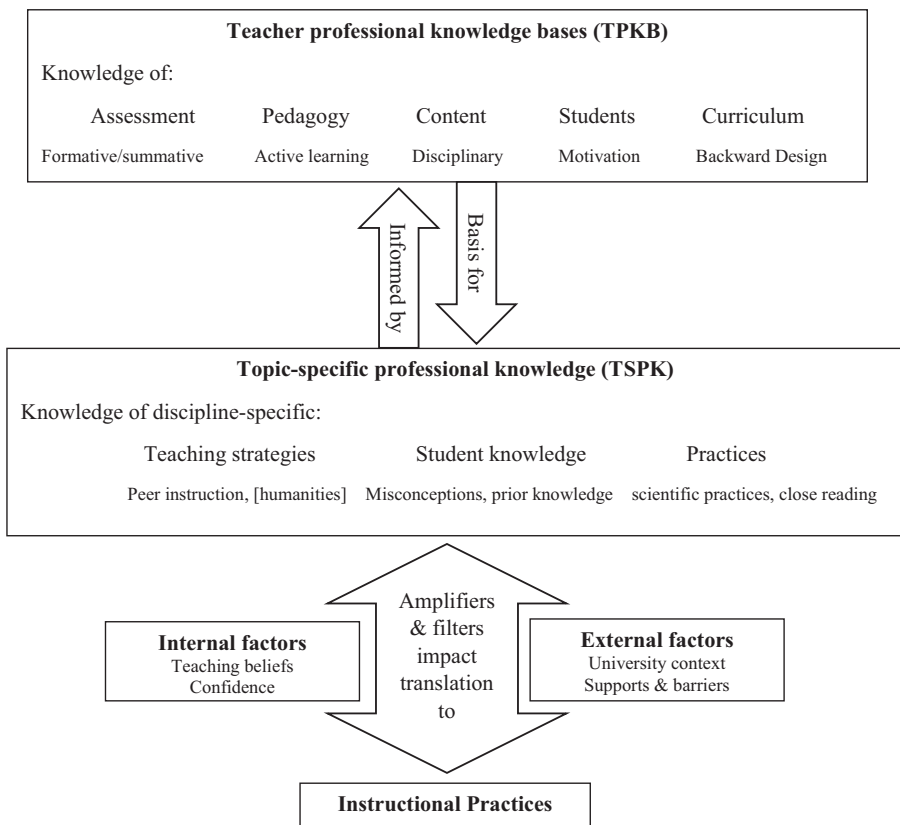 Teacher professional knowledge bases (TPKB)
Knowledge of:
Assessment Pedagogy Content Students Curriculum
Formative/summative Active learning Disciplinary Motivation Backward Design
Informed by
Basis for
Topic-specific professional knowledge (TSPK)
Knowledge of discipline-specific:
Teaching strategies Student knowledge Practices
Peer instruction, [humanities] Misconceptions, prior knowledge scientific practices, close reading
Internal factors
Teaching beliefs
Confidence
Amplifiers
& filters
impact
translation
to
External factors
University context
Supports & barriers
Instructional Practices